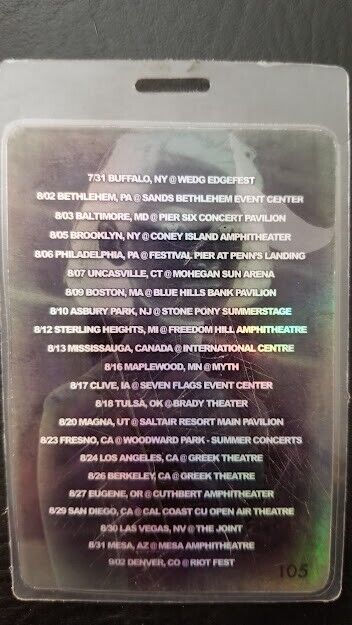 7/31 BUFFALO, NY @ WEDG EDGEFEST
8/02 BETHLEHEM, PA @ SANDS BETHLEHEM EVENT CENTER
8/03 BALTIMORE, MD @ PIER SIX CONCERT PAVILION
8/05 BROOKLYN, NY @ CONEY ISLAND AMPHITHEATER
8/06 PHILADELPHIA, PA @ FESTIVAL PIER AT PENN'S LANDING
8/07 UNCASVILLE, CT @ MOHEGAN SUN ARENA
8/09 BOSTON, MA @ BLUE HILLS BANK PAVILION
8/10 ASBURY PARK, NJ @ STONE PONY SUMMERSTAGE
8/12 STERLING HEIGHTS, MI @ FREEDOM HILL AMPHITHEATRE
8/13 MISSISSAUGA, CANADA @ INTERNATIONAL CENTRE
8/16 MAPLEWOOD, MN @ MYTH
8/17 CLIVE, IA @ SEVEN FLAGS EVENT CENTER
8/18 TULSA, OK @ BRADY THEATER
8/20 MAGNA, UT @ SALTAIR RESORT MAIN PAVILION
8/23 FRESNO, CA @ WOODWARD PARK - SUMMER CONCERTS
8/24 LOS ANGELES, CA @ GREEK THEATRE
8/26 BERKELEY, CA @ GREEK THEATRE
8/27 EUGENE, OR @ CUTHBERT AMPHITHEATER
8/29 SAN DIEGO, CA @ CAL COAST CU OPEN AIR THEATRE
8/30 LAS VEGAS, NV @ THE JOINT
8/31 MESA, AZ @ MESA AMPHITHEATRE
9/02 DENVER, CO @ RIOT FEST
105